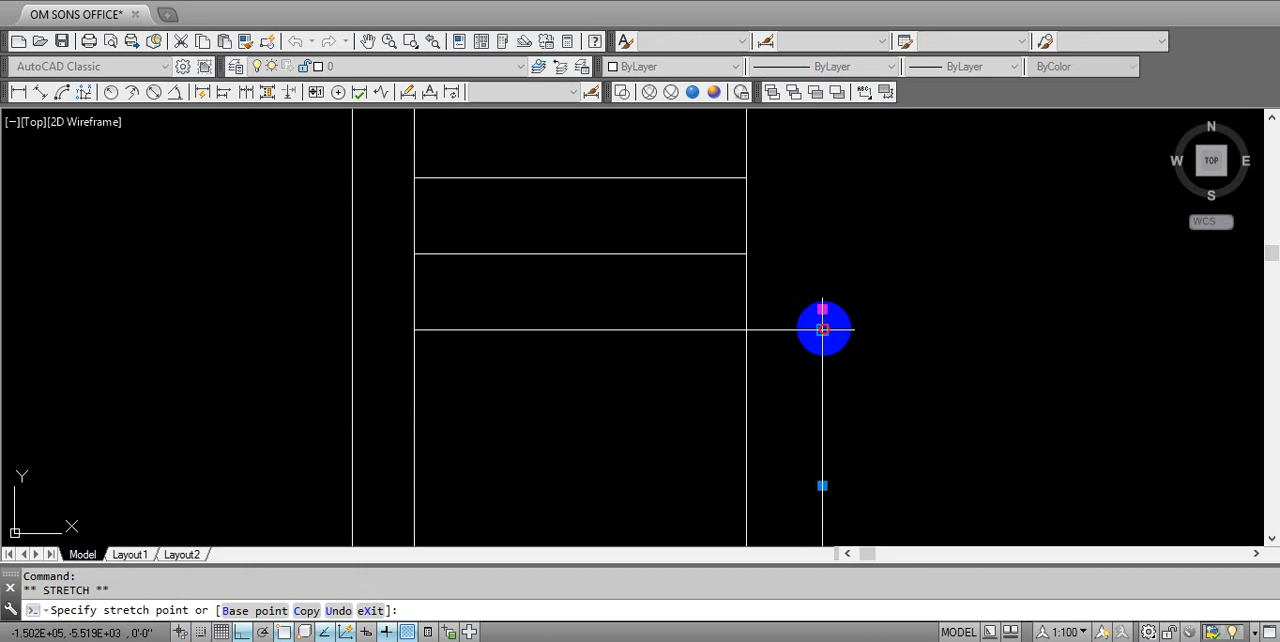 OM SONS OFFICE*
AutoCAD Classic
0
ByLayer
ByLayer
ByLayer
ByColor
[−][Top][2D Wireframe]
N
W
TOP
E
S
WCS
Y
X
Model
Layout1
Layout2
Command:
** STRETCH **
Specify stretch point or [Base point Copy Undo eXit]:
-1.502E+05, -5.519E+03 , 0'-0"
MODEL
1:100